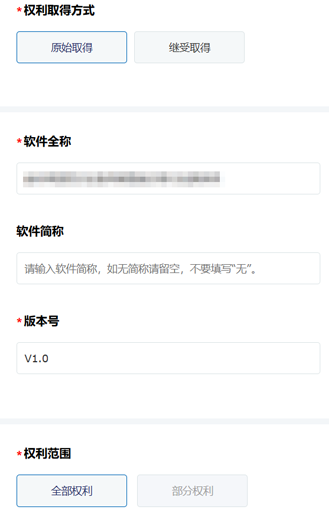 *权利取得方式
原始取得 继受取得
*软件全称
软件简称
请输入软件简称，如无简称请留空，不要填写“无”。
*版本号
V1.0
*权利范围
全部权利 部分权利